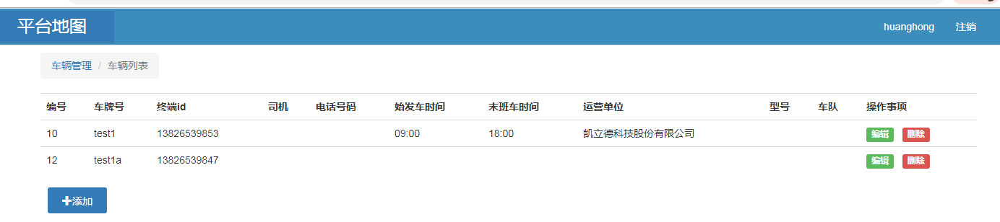 平台地图 huanghong 注销
车辆管理 / 车辆列表
编号 车牌号 终端id 司机 电话号码 始发车时间 末班车时间 运营单位 型号 车队 操作事项
10 test1 13826539853 09:00 18:00 凯立德科技股份有限公司 编辑 删除
12 test1a 13826539847 编辑 删除
+添加